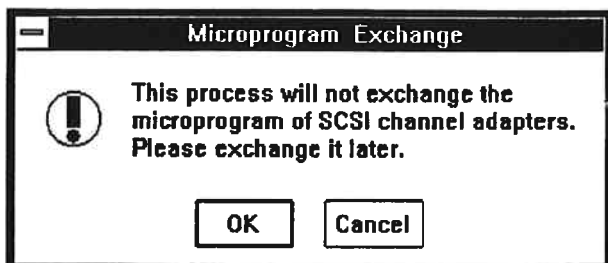 Microprogram Exchange
This process will not exchange the
microprogram of SCSI channel adapters.
Please exchange it later.
OK Cancel